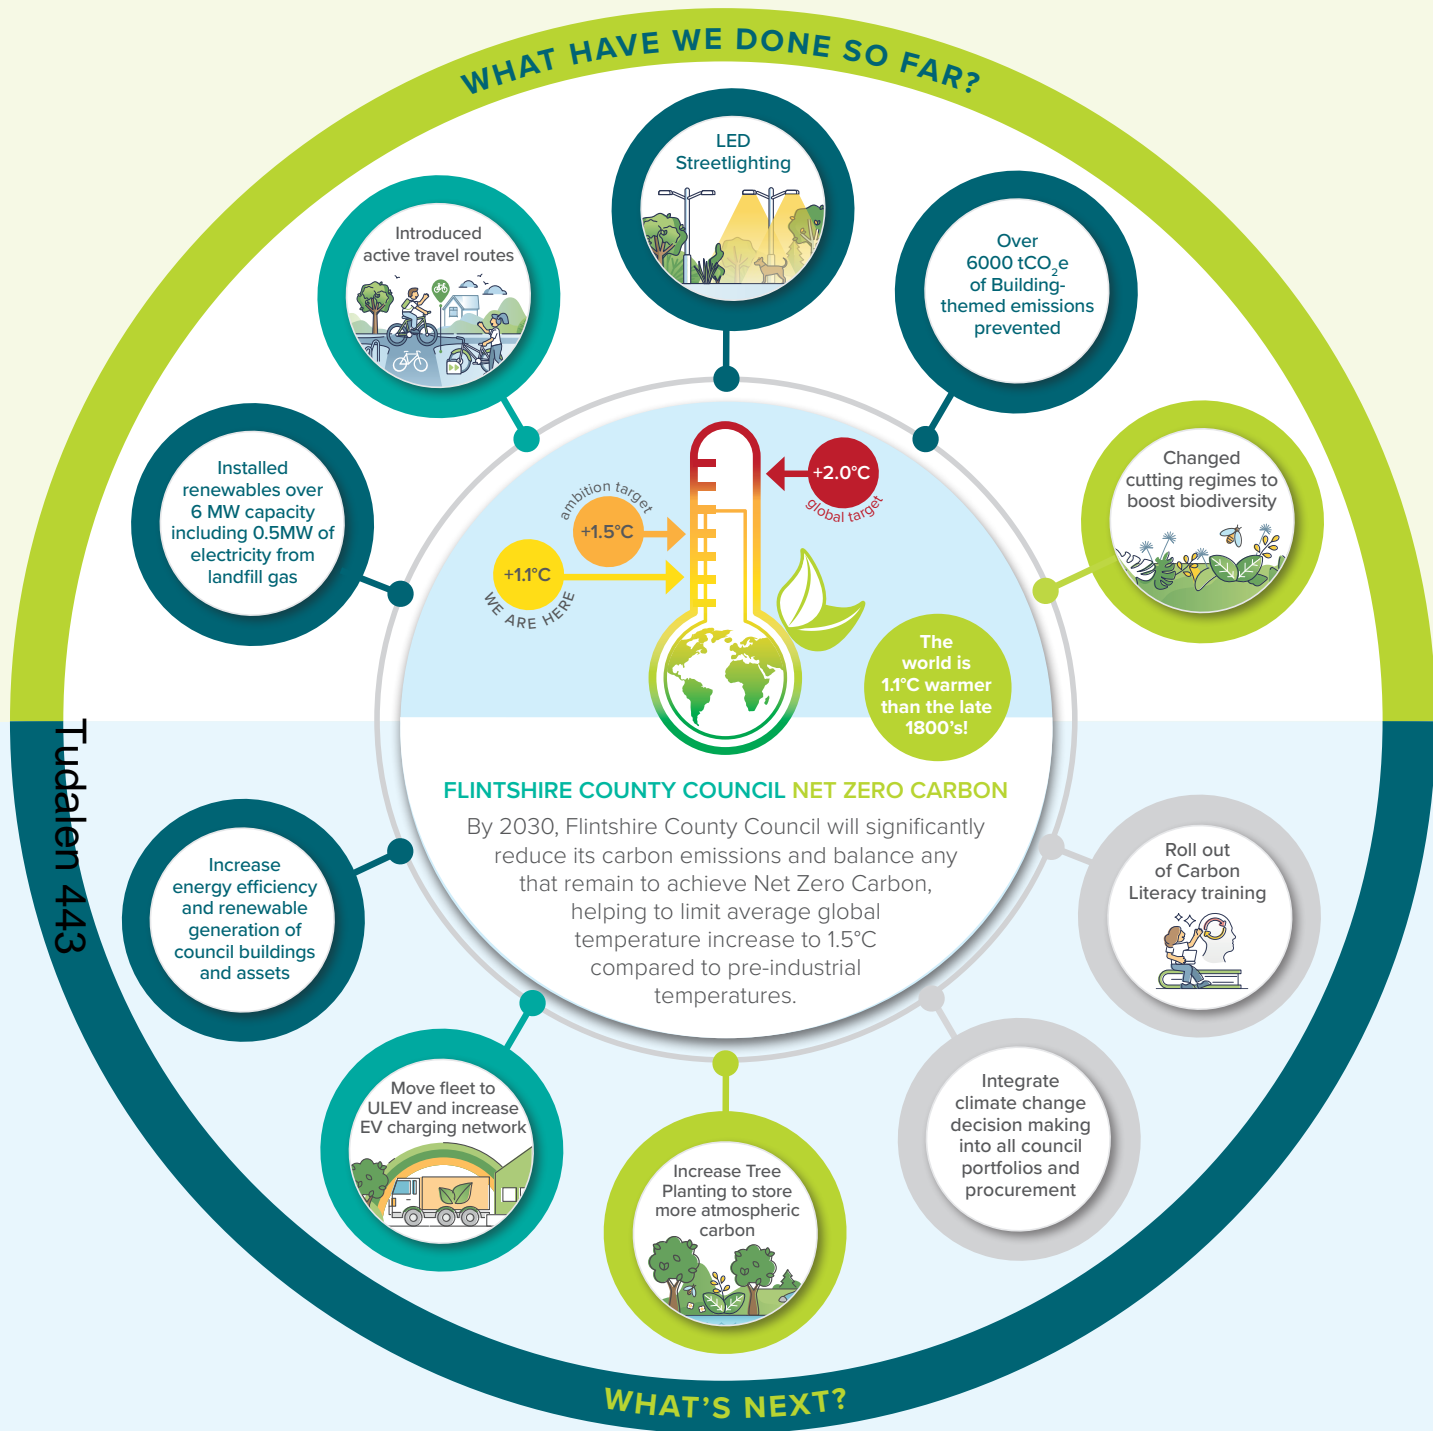 WHAT HAVE WE DONE SO FAR?
LED
Streetlighting
Introduced
active travel routes
Over
6000 tCO₂e
of Building-
themed emissions
prevented
Installed
renewables over
6 MW capacity
including 0.5MW of
electricity from
landfill gas
Changed
cutting regimes to
boost biodiversity
+2.0°C
global target
ambition target
+1.5°C
+1.1°C
WE ARE HERE
The
world is
1.1°C warmer
than the late
1800's!
FLINTSHIRE COUNTY COUNCIL NET ZERO CARBON
By 2030, Flintshire County Council will significantly
reduce its carbon emissions and balance any
that remain to achieve Net Zero Carbon,
helping to limit average global
temperature increase to 1.5°C
compared to pre-industrial
temperatures.
Tudalen 443
Increase
energy efficiency
and renewable
generation of
council buildings
and assets
Roll out
of Carbon
Literacy training
Move fleet to
ULEV and increase
EV charging network
Integrate
climate change
decision making
into all council
portfolios and
procurement
Increase Tree
Planting to store
more atmospheric
carbon
WHAT'S NEXT?